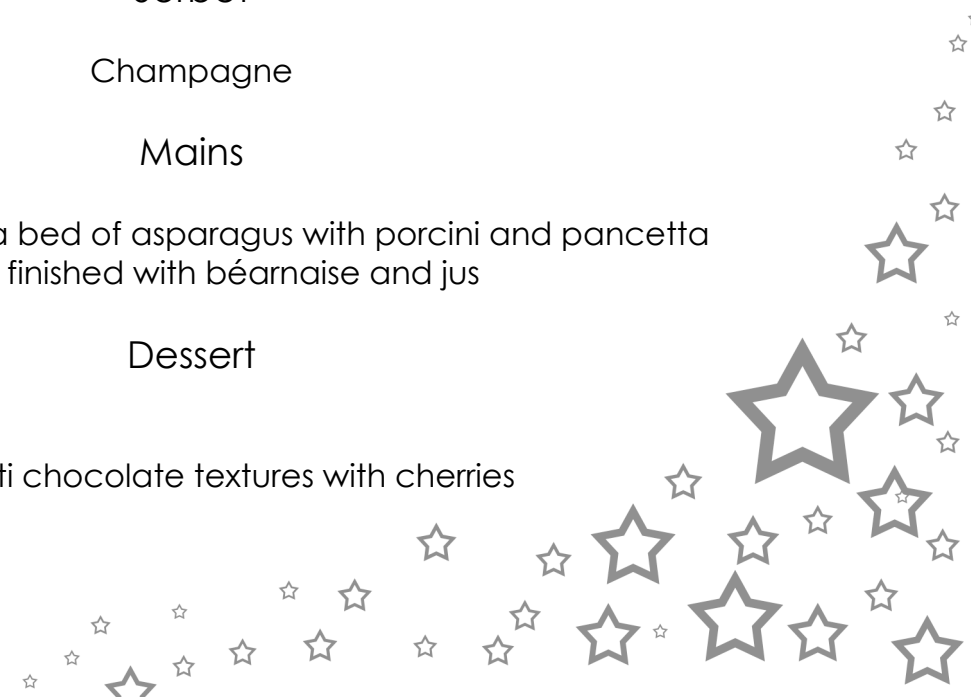 Sorbet
Champagne
Mains
a bed of asparagus with porcini and pancetta
finished with béarnaise and jus
Dessert
ti chocolate textures with cherries